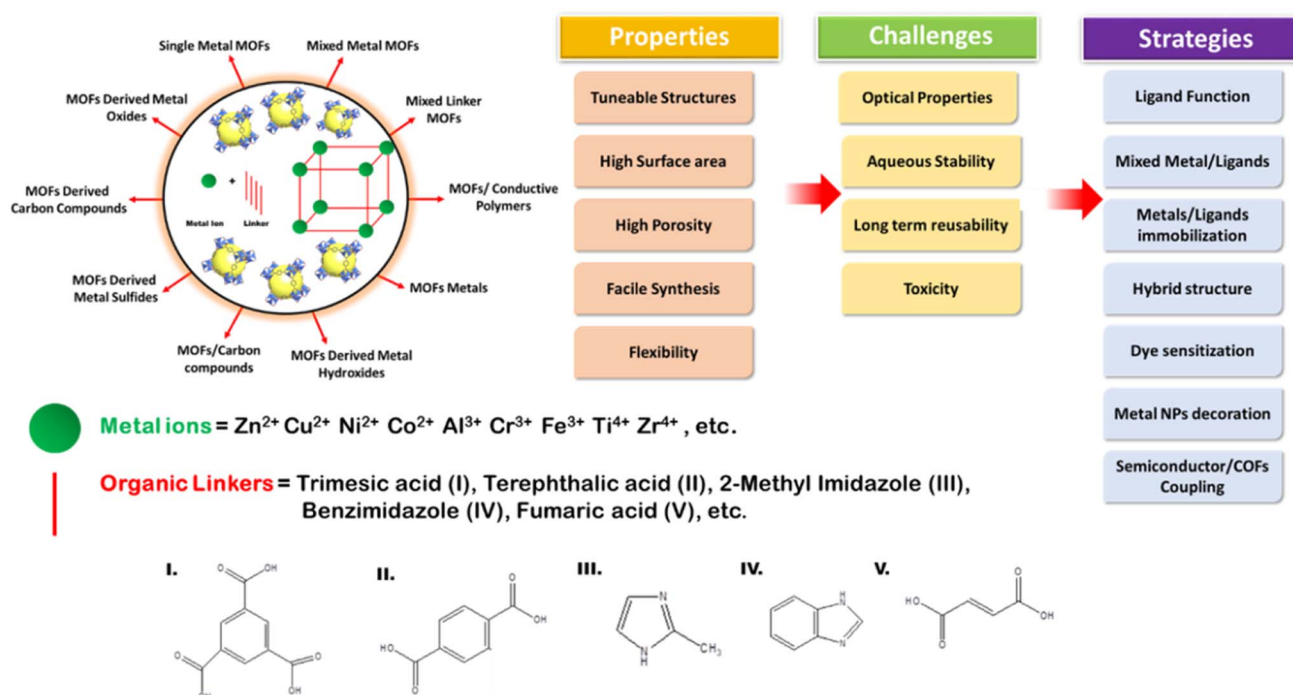 Single Metal MOFs
Mixed Metal MOFs
MOFs Derived Metal
Oxides
Mixed Linker
MOFs
MOFs Derived
Carbon Compounds
MOFs/ Conductive
Polymers
MOFs Derived
Metal Sulfides
MOFs Metals
MOFs/Carbon
compounds
MOFs Derived Metal
Hydroxides
+
Metal Ion
Linker
Properties
Tuneable Structures
High Surface area
High Porosity
Facile Synthesis
Flexibility
Challenges
Optical Properties
Aqueous Stability
Long term reusability
Toxicity
Strategies
Ligand Function
Mixed Metal/Ligands
Metals/Ligands
immobilization
Hybrid structure
Dye sensitization
Metal NPs decoration
Semiconductor/COFs
Coupling
Metal ions = Zn²⁺ Cu²⁺ Ni²⁺ Co²⁺ Al³⁺ Cr³⁺ Fe³⁺ Ti⁴⁺ Zr⁴⁺ , etc.
Organic Linkers = Trimesic acid (I), Terephthalic acid (II), 2-Methyl Imidazole (III),
Benzimidazole (IV), Fumaric acid (V), etc.
I.
O
OH
O
O
OH
OH
II.
O
OH
HO
O
III.
N
N
H
CH₃
IV.
H
N
N
V.
O
HO
OH
O